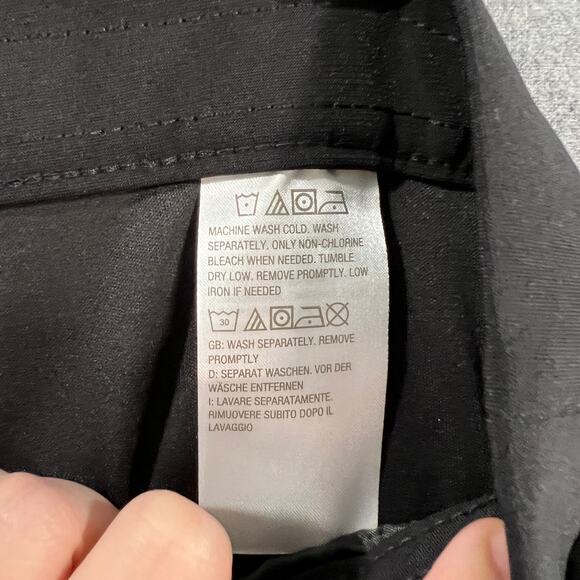 MACHINE WASH COLD. WASH
SEPARATELY. ONLY NON-CHLORINE
BLEACH WHEN NEEDED. TUMBLE
DRY LOW. REMOVE PROMPTLY. LOW
IRON IF NEEDED
30
GB: WASH SEPARATELY. REMOVE
PROMPTLY
D: SEPARAT WASCHEN. VOR DER
WÄSCHE ENTFERNEN
I: LAVARE SEPARATAMENTE.
RIMUOVERE SUBITO DOPO IL
LAVAGGIO